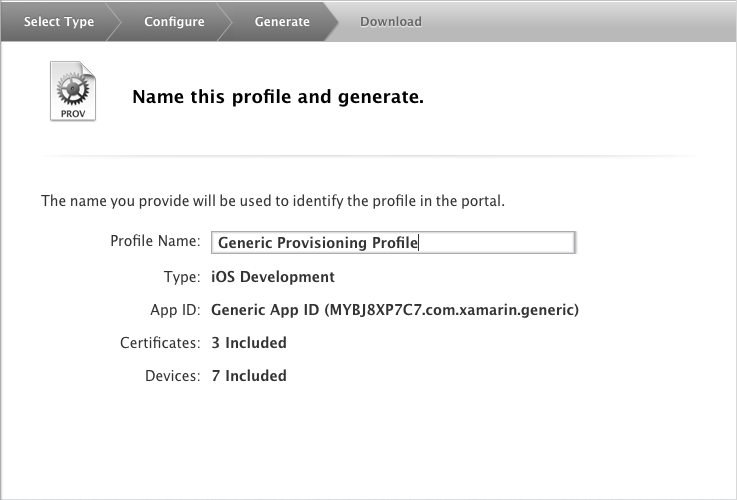 Select Type Configure Generate Download
PROV
Name this profile and generate.
The name you provide will be used to identify the profile in the portal.
Profile Name: Generic Provisioning Profile
Type: iOS Development
App ID: Generic App ID (MYBJ8XP7C7.com.xamarin.generic)
Certificates: 3 Included
Devices: 7 Included